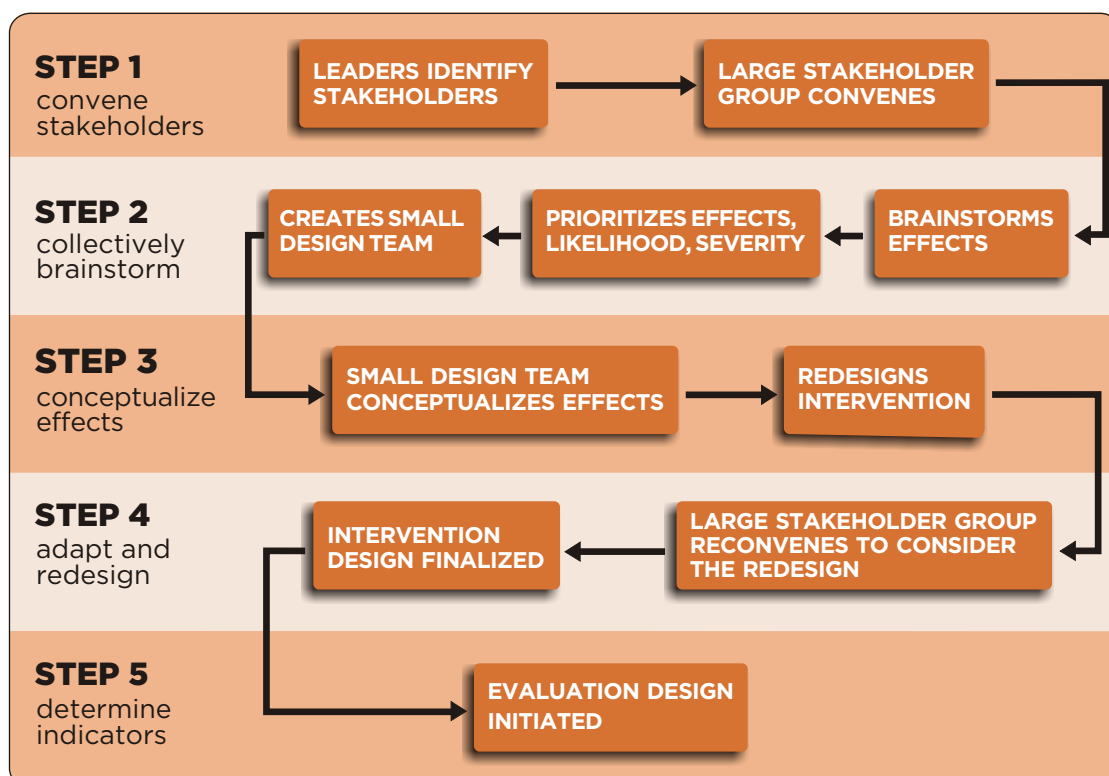 STEP 1
convene
stakeholders
LEADERS IDENTIFY
STAKEHOLDERS
LARGE STAKEHOLDER
GROUP CONVENES
STEP 2
collectively
brainstorm
CREATES SMALL
DESIGN TEAM
PRIORITIZES EFFECTS,
LIKELIHOOD, SEVERITY
BRAINSTORMS
EFFECTS
STEP 3
conceptualize
effects
SMALL DESIGN TEAM
CONCEPTUALIZES EFFECTS
REDESIGNS
INTERVENTION
STEP 4
adapt and
redesign
INTERVENTION
DESIGN FINALIZED
LARGE STAKEHOLDER GROUP
RECONVENES TO CONSIDER
THE REDESIGN
STEP 5
determine
indicators
EVALUATION DESIGN
INITIATED